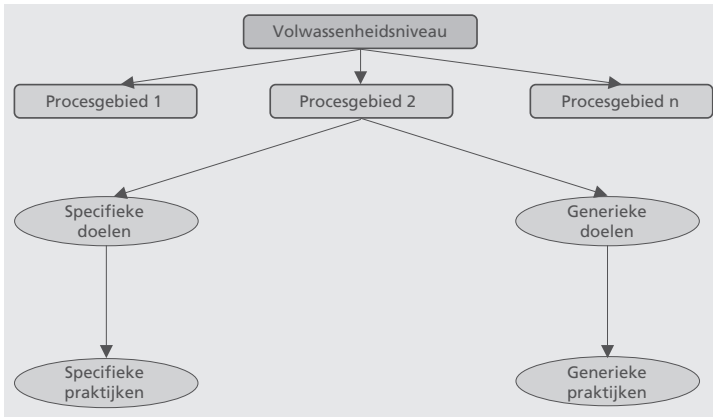 Volwassenheidsniveau
Procesgebied 1
Procesgebied 2
Procesgebied n
Specifieke
doelen
Generieke
doelen
Specifieke
praktijken
Generieke
praktijken